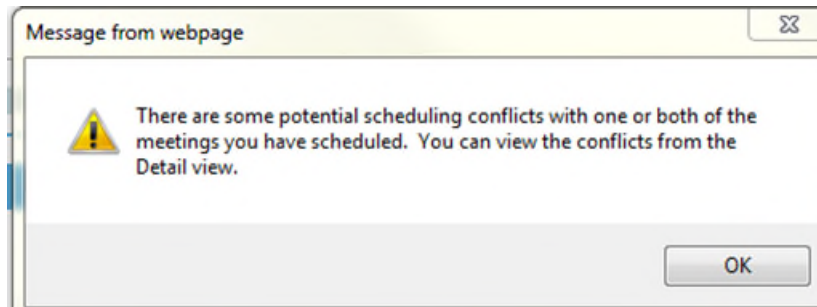 Message from webpage
There are some potential scheduling conflicts with one or both of the
meetings you have scheduled.  You can view the conflicts from the
Detail view.
OK